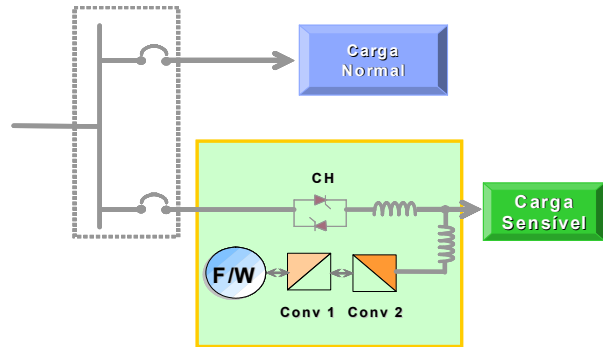 Carga
Normal
CH
Carga
Sensível
F/W
Conv 1 Conv 2